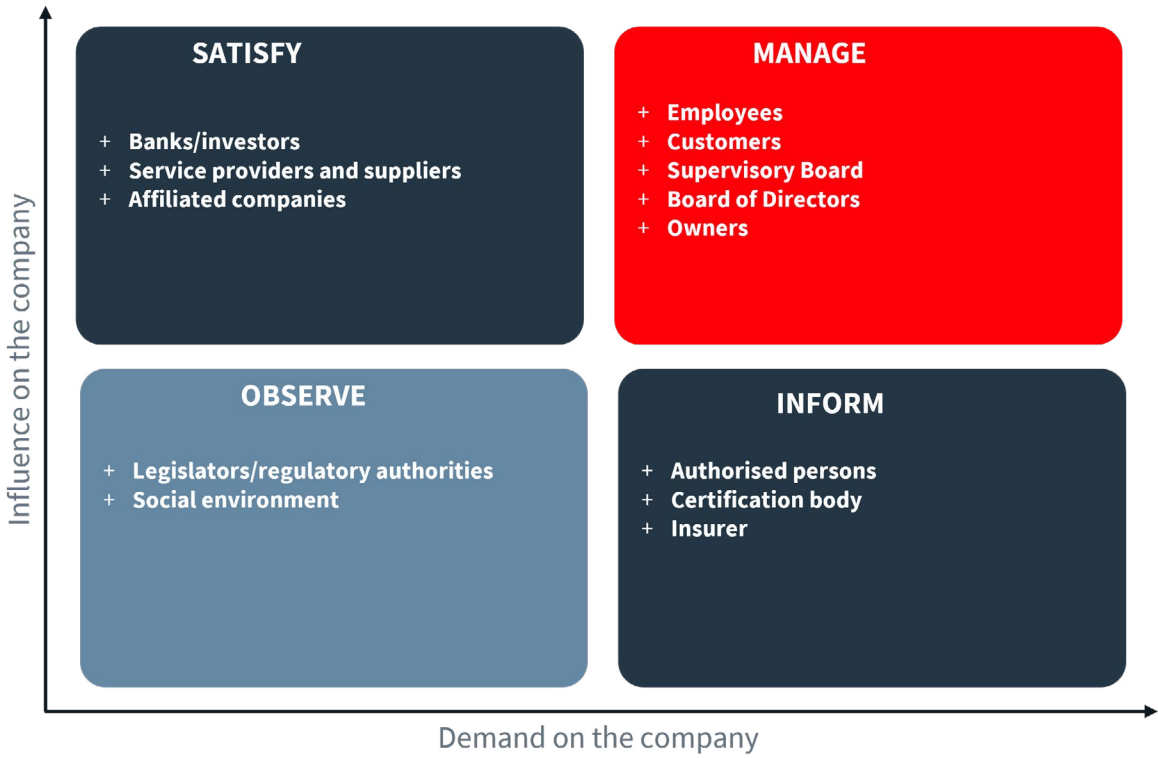 SATISFY
+ Banks/investors
+ Service providers and suppliers
+ Affiliated companies
MANAGE
+ Employees
+ Customers
+ Supervisory Board
+ Board of Directors
+ Owners
OBSERVE
+ Legislators/regulatory authorities
+ Social environment
INFORM
+ Authorised persons
+ Certification body
+ Insurer
Influence on the company
Demand on the company